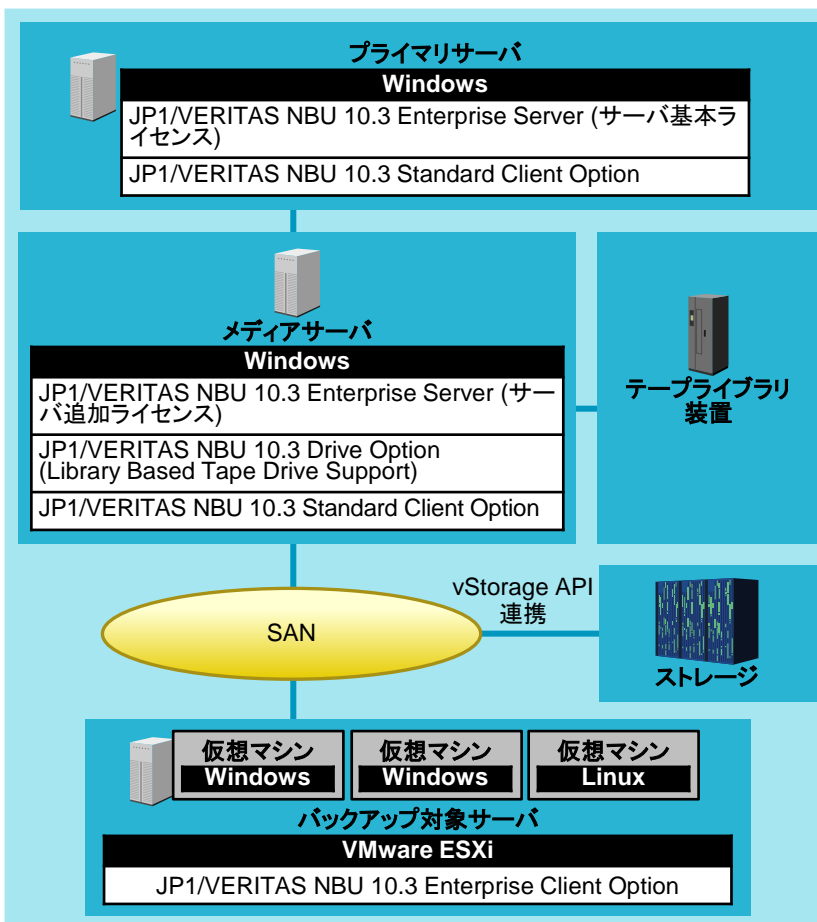 プライマリサーバ
Windows
JP1/VERITAS NBU 10.3 Enterprise Server (サーバ基本ラ
イセンス)
JP1/VERITAS NBU 10.3 Standard Client Option
メディアサーバ
Windows
JP1/VERITAS NBU 10.3 Enterprise Server (サー
バ追加ライセンス)
JP1/VERITAS NBU 10.3 Drive Option
(Library Based Tape Drive Support)
JP1/VERITAS NBU 10.3 Standard Client Option
テープライブラリ
装置
SAN
vStorage API
連携
ストレージ
仮想マシン
Windows
仮想マシン
Windows
仮想マシン
Linux
バックアップ対象サーバ
VMware ESXi
JP1/VERITAS NBU 10.3 Enterprise Client Option